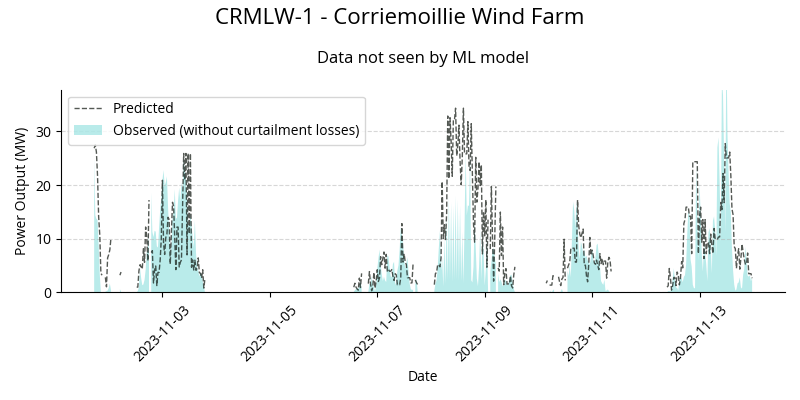 CRMLW-1 - Corriemoillie Wind Farm
Data not seen by ML model
Predicted
Observed (without curtailment losses)
Power Output (MW)
30
20
10
0
2023-11-03
2023-11-05
2023-11-07
2023-11-09
2023-11-11
2023-11-13
Date